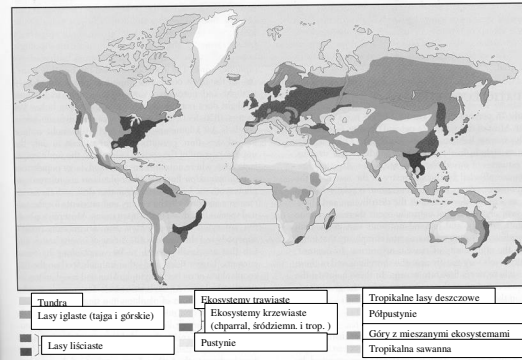 Tundra
Lasy iglaste (tajga i górskie)
Lasy liściaste
Ekosystemy trawiaste
Ekosystemy krzewiaste
(chparral, śródziemn. i trop. )
Pustynie
Tropikalne lasy deszczowe
Półpustynie
Góry z mieszanymi ekosystemami
Tropikalna sawanna